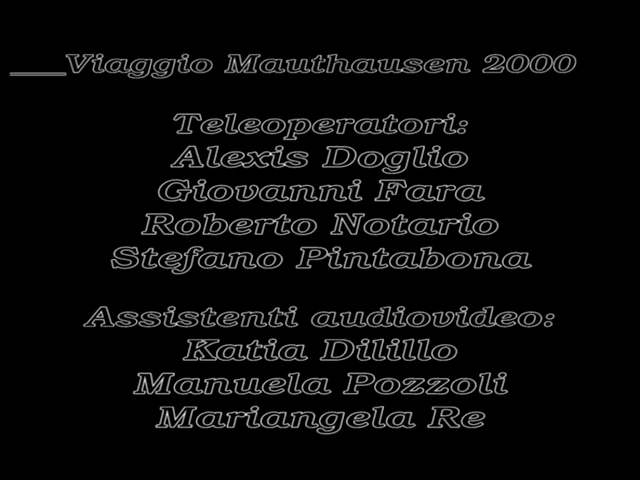 ___Viaggio Mauthausen 2000
Teleoperatori:
Alexis Doglio
Giovanni Fara
Roberto Notario
Stefano Pintabona
Assistenti audiovideo:
Katia Dilillo
Manuela Pozzoli
Mariangela Re